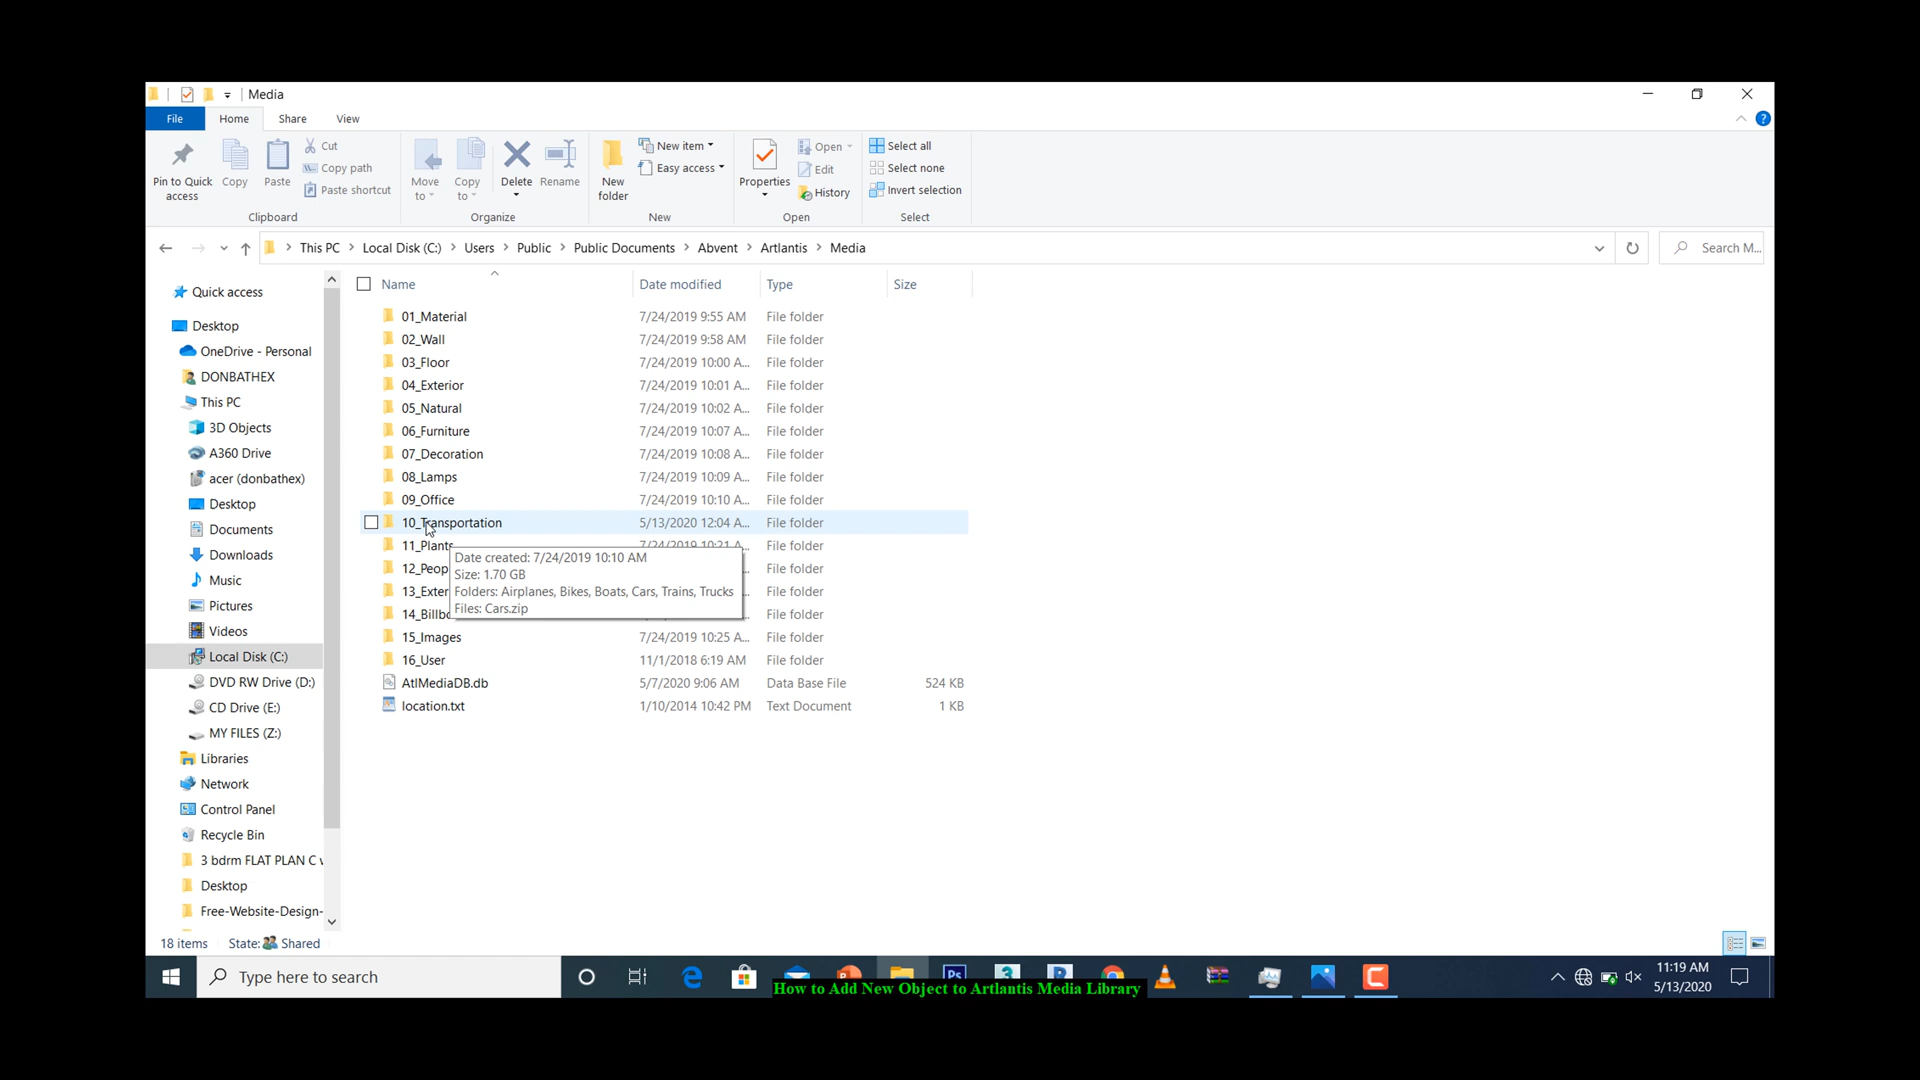 Media
File Home Share View
Pin to Quick access
Copy
Paste
Cut
Copy path
Paste shortcut
Clipboard
Move to
Copy to
Delete
Rename
Organize
New folder
New item
Easy access
New
Properties
Open
Edit
History
Open
Select all
Select none
Invert selection
Select
This PC > Local Disk (C:) > Users > Public > Public Documents > Abvent > Artlantis > Media
Search M...
Quick access
Desktop
OneDrive - Personal
DONBATHEX
This PC
3D Objects
A360 Drive
acer (donbathex)
Desktop
Documents
Downloads
Music
Pictures
Videos
Local Disk (C:)
DVD RW Drive (D:)
CD Drive (E:)
MY FILES (Z:)
Libraries
Network
Control Panel
Recycle Bin
3 bdrm FLAT PLAN C
Desktop
Free-Website-Design-
Name Date modified Type Size
01_Material 7/24/2019 9:55 AM File folder
02_Wall 7/24/2019 9:58 AM File folder
03_Floor 7/24/2019 10:00 A... File folder
04_Exterior 7/24/2019 10:01 A... File folder
05_Natural 7/24/2019 10:02 A... File folder
06_Furniture 7/24/2019 10:07 A... File folder
07_Decoration 7/24/2019 10:08 A... File folder
08_Lamps 7/24/2019 10:09 A... File folder
09_Office 7/24/2019 10:10 A... File folder
10_Transportation 5/13/2020 12:04 A... File folder
11_Plants 7/24/2019 10:21 A... File folder
12_Peop File folder
13_Exter File folder
14_Billbo File folder
Date created: 7/24/2019 10:10 AM
Size: 1.70 GB
Folders: Airplanes, Bikes, Boats, Cars, Trains, Trucks
Files: Cars.zip
15_Images 7/24/2019 10:25 A... File folder
16_User 11/1/2018 6:19 AM File folder
AtlMediaDB.db 5/7/2020 9:06 AM Data Base File 524 KB
location.txt 1/10/2014 10:42 PM Text Document 1 KB
18 items State: Shared
Type here to search
How to Add New Object to Artlantis Media Library
11:19 AM
5/13/2020